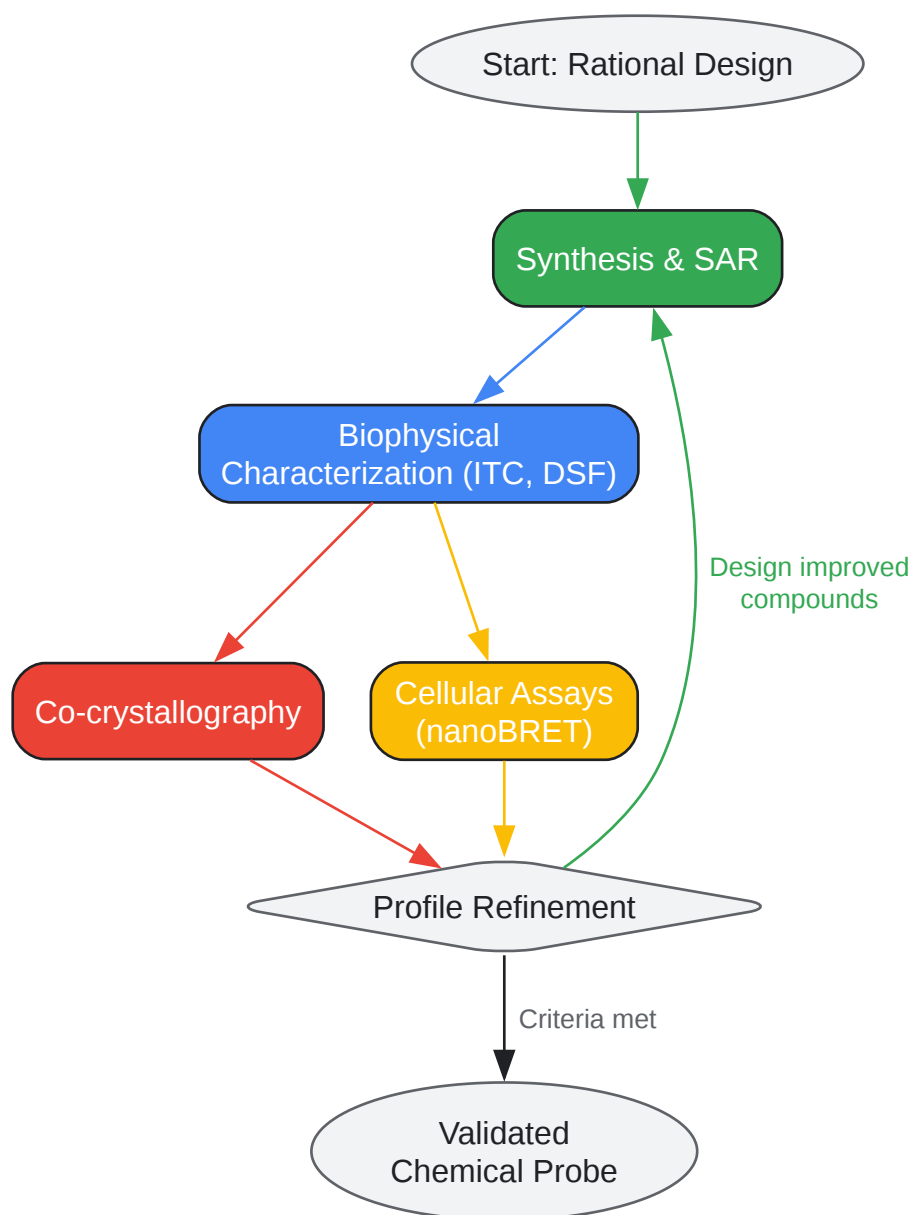 Start: Rational Design
Synthesis & SAR
Biophysical
Characterization (ITC, DSF)
Design improved
compounds
Co-crystallography
Cellular Assays
(nanoBRET)
Profile Refinement
Criteria met
Validated
Chemical Probe